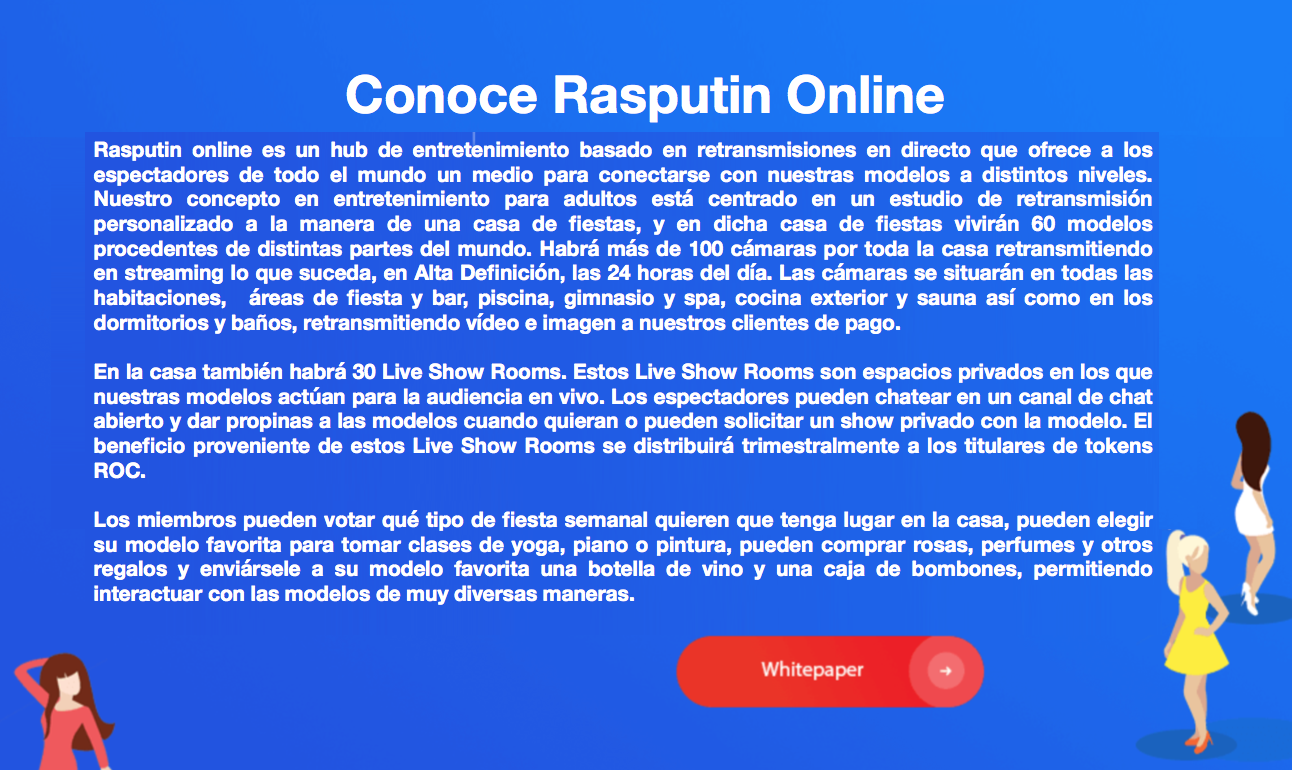 Conoce Rasputin Online
Rasputin online es un hub de entretenimiento basado en retransmisiones en directo que ofrece a los
espectadores de todo el mundo un medio para conectarse con nuestras modelos a distintos niveles.
Nuestro concepto en entretenimiento para adultos está centrado en un estudio de retransmisión
personalizado a la manera de una casa de fiestas, y en dicha casa de fiestas vivirán 60 modelos
procedentes de distintas partes del mundo. Habrá más de 100 cámaras por toda la casa retransmitiendo
en streaming lo que suceda, en Alta Definición, las 24 horas del día. Las cámaras se situarán en todas las
habitaciones, áreas de fiesta y bar, piscina, gimnasio y spa, cocina exterior y sauna así como en los
dormitorios y baños, retransmitiendo vídeo e imagen a nuestros clientes de pago.
En la casa también habrá 30 Live Show Rooms. Estos Live Show Rooms son espacios privados en los que
nuestras modelos actúan para la audiencia en vivo. Los espectadores pueden chatear en un canal de chat
abierto y dar propinas a las modelos cuando quieran o pueden solicitar un show privado con la modelo. El
beneficio proveniente de estos Live Show Rooms se distribuirá trimestralmente a los titulares de tokens
ROC.
Los miembros pueden votar qué tipo de fiesta semanal quieren que tenga lugar en la casa, pueden elegir
su modelo favorita para tomar clases de yoga, piano o pintura, pueden comprar rosas, perfumes y otros
regalos y enviársele a su modelo favorita una botella de vino y una caja de bombones, permitiendo
interactuar con las modelos de muy diversas maneras.
Whitepaper